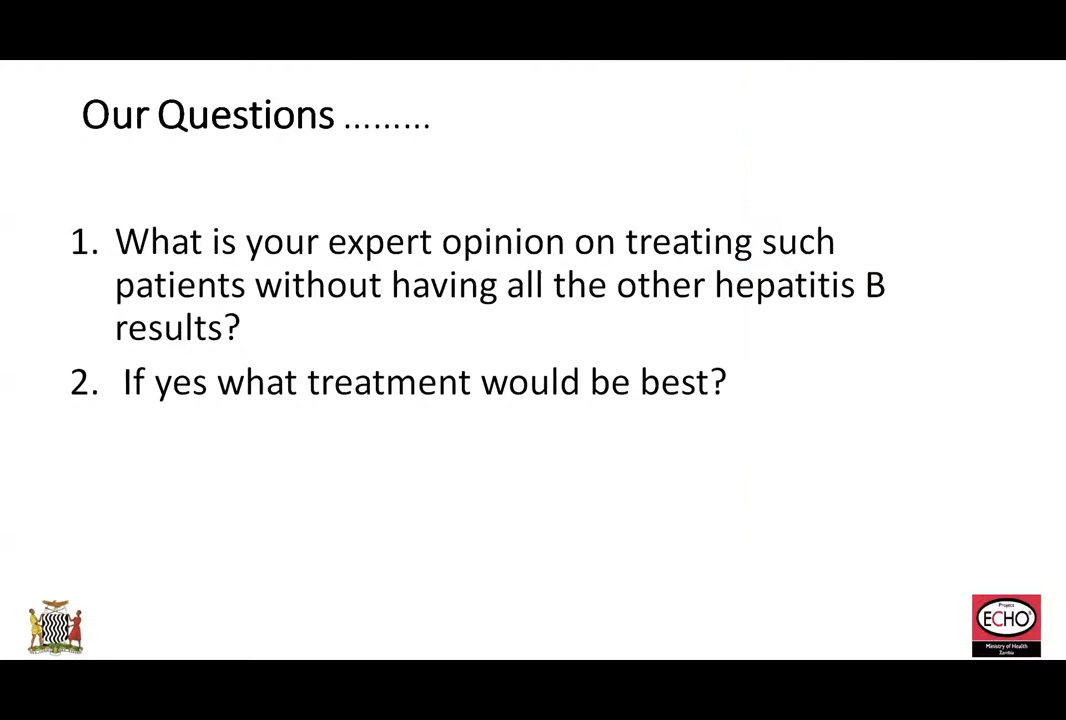 Our Questions .........
1. What is your expert opinion on treating such
patients without having all the other hepatitis B
results?
2. If yes what treatment would be best?
Project
ECHO®
Ministry of Health
Zambia